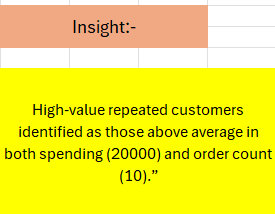 Insight:-
High-value repeated customers
identified as those above average in
both spending (20000) and order count
(10).”